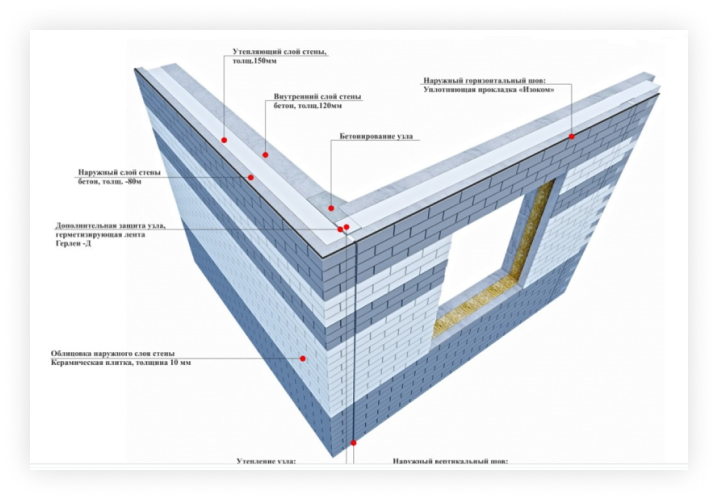 Утепляющий слой стены,
толщ.150мм
Наружный горизонтальный шов:
Уплотняющая прокладка «Изоком»
Внутренний слой стены
бетон, толщ.120мм
Бетонирование узла
Наружный слой стены
бетон, толщ. -80м
Дополнительная защита узла,
герметизирующая лента
Герлен -Д
Облицовка наружного слоя стены
Керамическая плитка, толщина 10 мм
Утепление узла:
Наружный вертикальный шов: